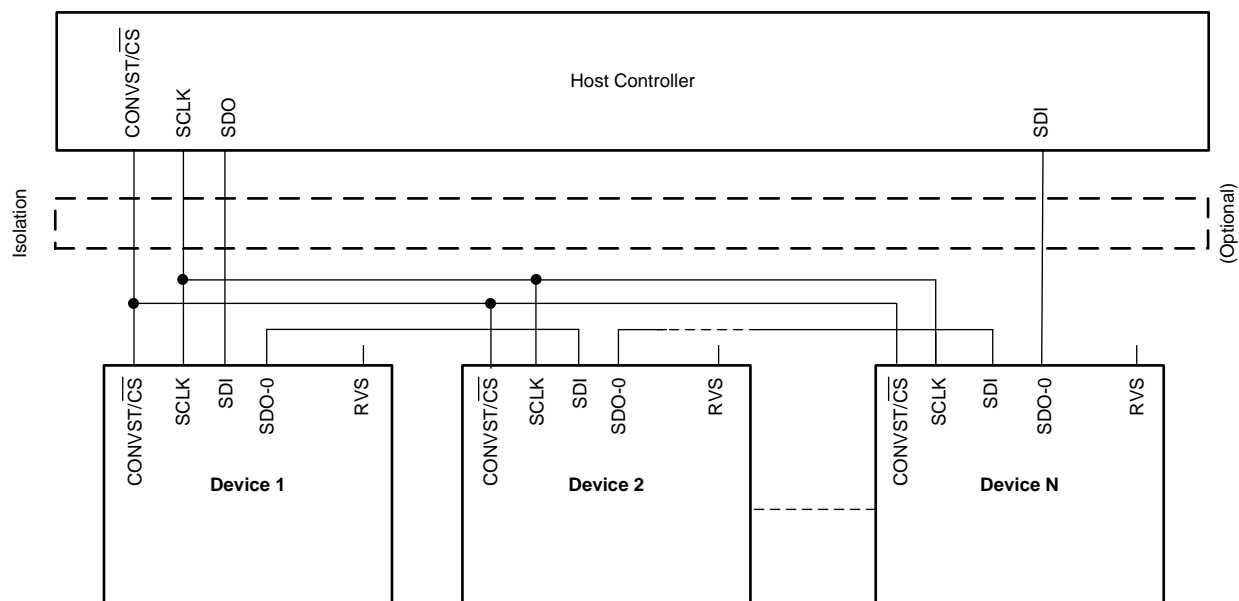 Host Controller
CONVST/CS
SCLK
SDO
SDI
Isolation
(Optional)
CONVST/CS
SCLK
SDI
SDO-0
RVS
Device 1
CONVST/CS
SCLK
SDI
SDO-0
RVS
Device 2
CONVST/CS
SCLK
SDI
SDO-0
RVS
Device N